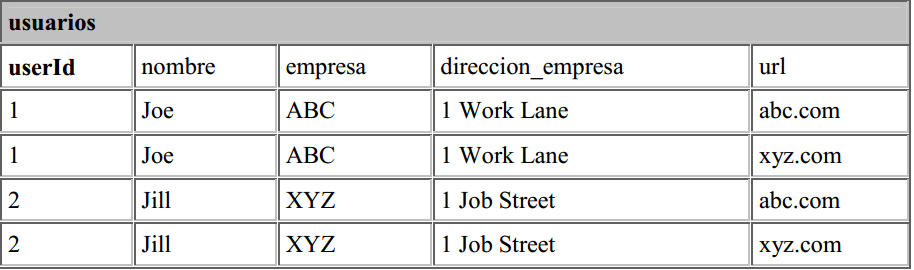 usuarios
userId nombre empresa direccion_empresa url
1 Joe ABC 1 Work Lane abc.com
1 Joe ABC 1 Work Lane xyz.com
2 Jill XYZ 1 Job Street abc.com
2 Jill XYZ 1 Job Street xyz.com